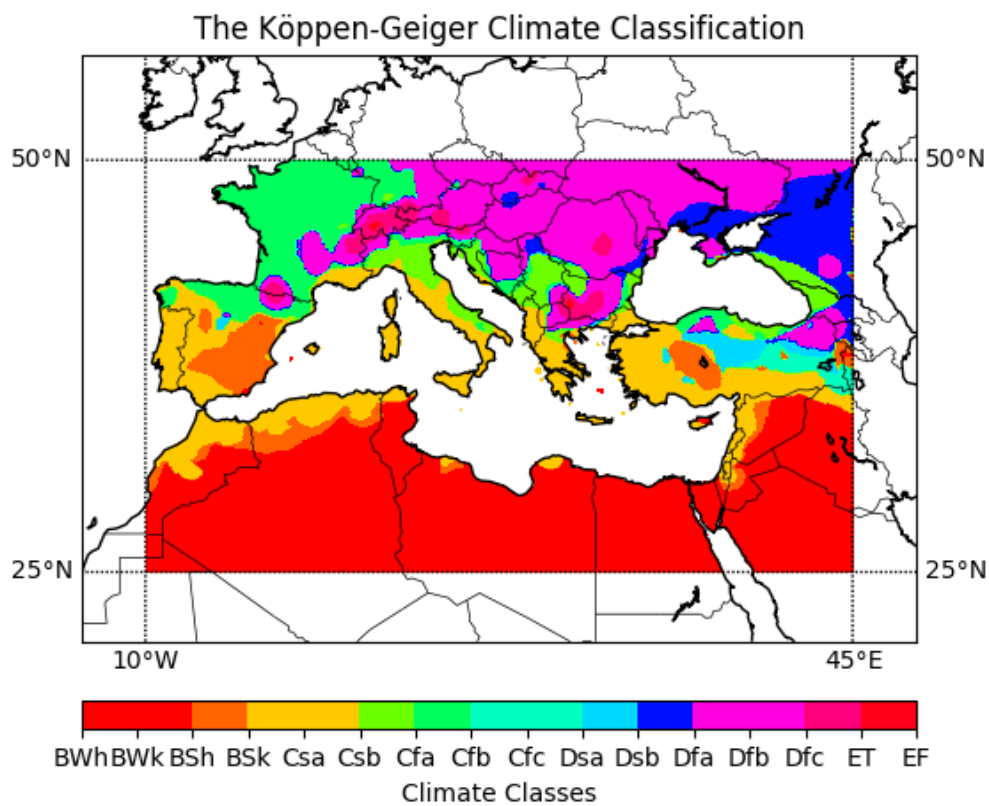 The Köppen-Geiger Climate Classification
50°N 50°N
25°N 25°N
10°W 45°E
BWh BWk BSh BSk Csa Csb Cfa Cfb Cfc Dsa Dsb Dfa Dfb Dfc ET EF
Climate Classes